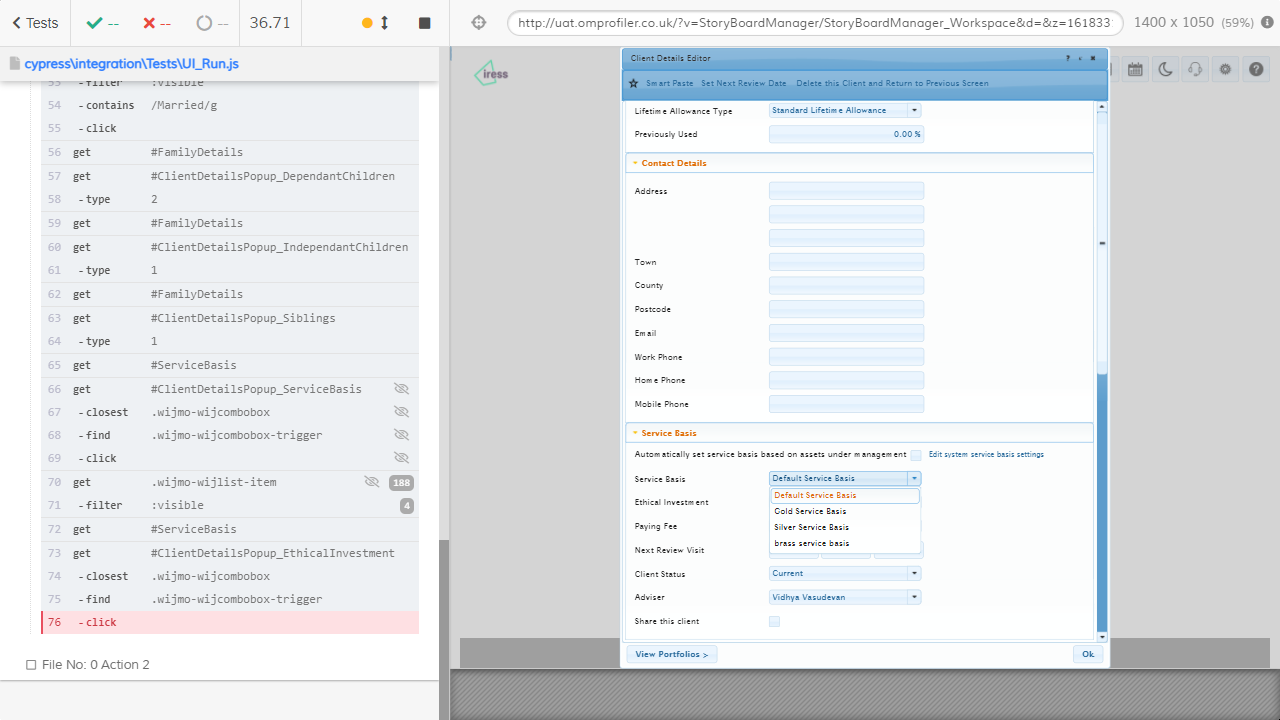 Tests
--
--
--
36.71
http://uat.omprofiler.co.uk/?v=StoryBoardManager/StoryBoardManager_Workspace&d=&z=161833
1400 x 1050 (59%)
cypress\integration\Tests\UI_Run.js
-filter :visible
54 -contains /Married/g
55 -click
56 get #FamilyDetails
57 get #ClientDetailsPopup_DependantChildren
58 -type 2
59 get #FamilyDetails
60 get #ClientDetailsPopup_IndependantChildren
61 -type 1
62 get #FamilyDetails
63 get #ClientDetailsPopup_Siblings
64 -type 1
65 get #ServiceBasis
66 get #ClientDetailsPopup_ServiceBasis
67 -closest .wijmo-wijcombobox
68 -find .wijmo-wijcombobox-trigger
69 -click
70 get .wijmo-wijlist-item 188
71 -filter :visible 4
72 get #ServiceBasis
73 get #ClientDetailsPopup_EthicalInvestment
74 -closest .wijmo-wijcombobox
75 -find .wijmo-wijcombobox-trigger
76 -click
File No: 0 Action 2
iress
Client Details Editor
Smart Paste Set Next Review Date Delete this Client and Return to Previous Screen
Lifetime Allowance Type Standard Lifetime Allowance
Previously Used 0.00 %
Contact Details
Address
Town
County
Postcode
Email
Work Phone
Home Phone
Mobile Phone
Service Basis
Automatically set service basis based on assets under management Edit system service basis settings
Service Basis Default Service Basis
Default Service Basis
Ethical Investment
Gold Service Basis
Paying Fee Silver Service Basis
brass service basis
Next Review Visit
Client Status Current
Adviser Vidhya Vasudevan
Share this client
View Portfolios > Ok